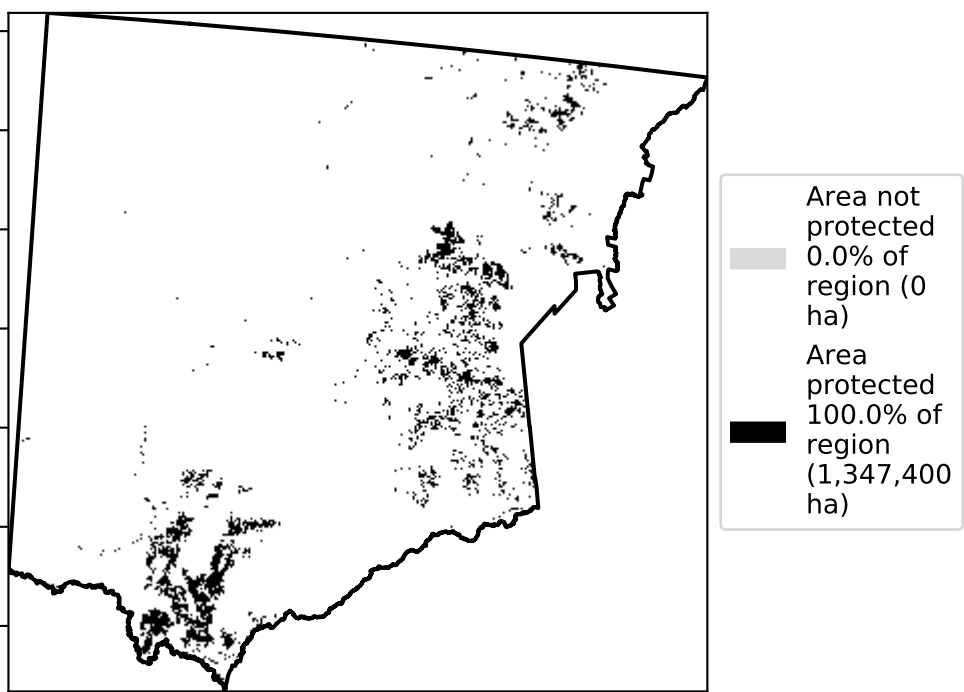 Area not
protected
0.0% of
region (0
ha)
Area
protected
100.0% of
region
(1,347,400
ha)